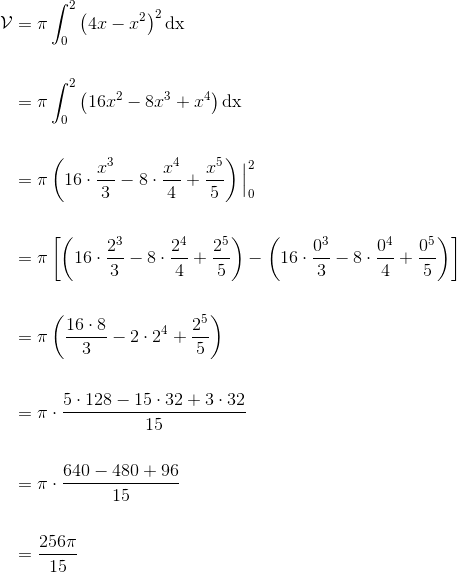 𝒱 = π ∫₀² (4x − x²)² dx
= π ∫₀² (16x² − 8x³ + x⁴) dx
= π (16 · x³/3 − 8 · x⁴/4 + x⁵/5) |₀²
= π [(16 · 2³/3 − 8 · 2⁴/4 + 2⁵/5) − (16 · 0³/3 − 8 · 0⁴/4 + 0⁵/5)]
= π (16 · 8/3 − 2 · 2⁴ + 2⁵/5)
= π · (5 · 128 − 15 · 32 + 3 · 32)/15
= π · (640 − 480 + 96)/15
= 256π/15